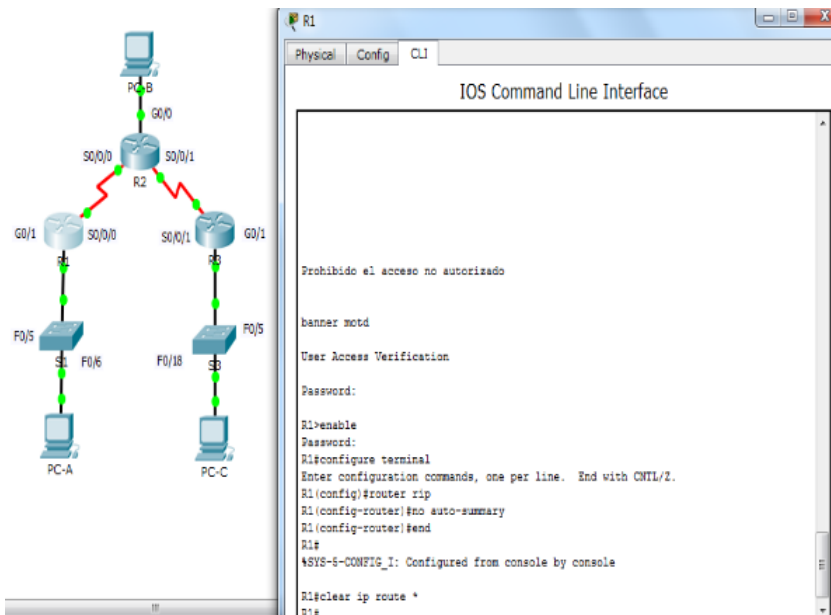 R1
Physical
Config
CLI
IOS Command Line Interface
PC-B
G0/0
S0/0/0
S0/0/1
R2
G0/1
S0/0/0
S0/0/1
G0/1
R1
R3
F0/5
F0/5
S1
F0/6
F0/18
S3
PC-A
PC-C
Prohibido el acceso no autorizado
banner motd
User Access Verification
Password:
R1>enable
Password:
R1#configure terminal
Enter configuration commands, one per line. End with CNTL/Z.
R1(config)#router rip
R1(config-router)#no auto-summary
R1(config-router)#end
R1#
%SYS-5-CONFIG_I: Configured from console by console
R1#clear ip route *
R1#